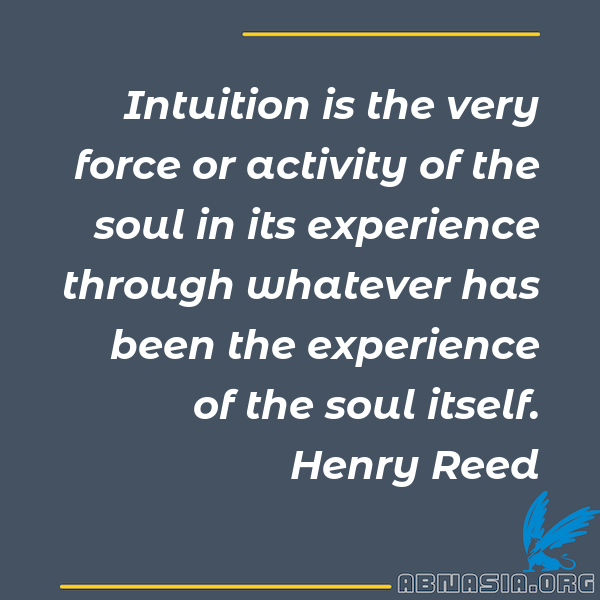 Intuition is the very
force or activity of the
soul in its experience
through whatever has
been the experience
of the soul itself.
Henry Reed
ABNASIA.ORG